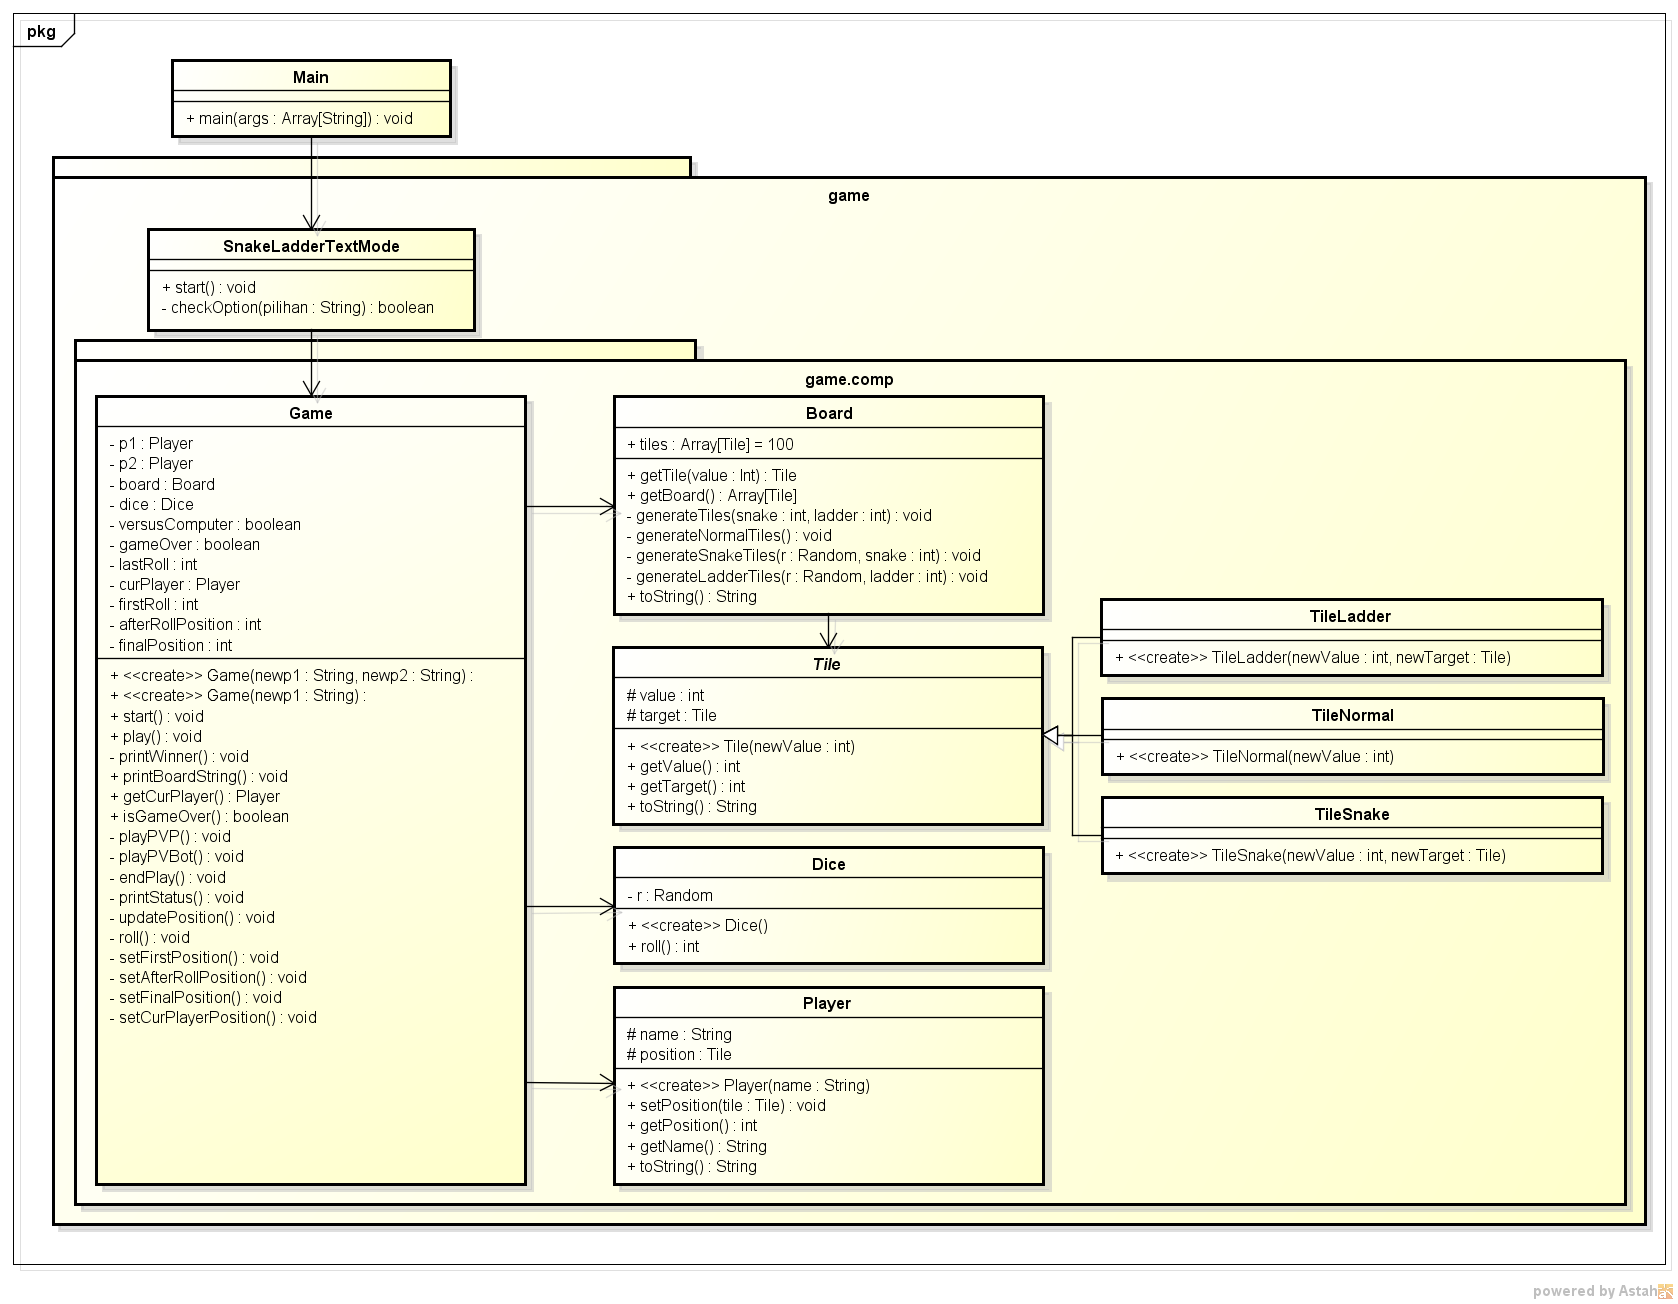 pkg
Main
+ main(args : Array[String]) : void
game
SnakeLadderTextMode
+ start() : void
- checkOption(pilihan : String) : boolean
game.comp
Game
- p1 : Player
- p2 : Player
- board : Board
- dice : Dice
- versusComputer : boolean
- gameOver : boolean
- lastRoll : int
- curPlayer : Player
- firstRoll : int
- afterRollPosition : int
- finalPosition : int
+ <<create>> Game(newp1 : String, newp2 : String) :
+ <<create>> Game(newp1 : String) :
+ start() : void
+ play() : void
- printWinner() : void
+ printBoardString() : void
+ getCurPlayer() : Player
+ isGameOver() : boolean
- playPVP() : void
- playPVBot() : void
- endPlay() : void
- printStatus() : void
- updatePosition() : void
- roll() : void
- setFirstPosition() : void
- setAfterRollPosition() : void
- setFinalPosition() : void
- setCurPlayerPosition() : void
Board
+ tiles : Array[Tile] = 100
+ getTile(value : Int) : Tile
+ getBoard() : Array[Tile]
- generateTiles(snake : int, ladder : int) : void
- generateNormalTiles() : void
- generateSnakeTiles(r : Random, snake : int) : void
- generateLadderTiles(r : Random, ladder : int) : void
+ toString() : String
Tile
# value : int
# target : Tile
+ <<create>> Tile(newValue : int)
+ getValue() : int
+ getTarget() : int
+ toString() : String
Dice
- r : Random
+ <<create>> Dice()
+ roll() : int
Player
# name : String
# position : Tile
+ <<create>> Player(name : String)
+ setPosition(tile : Tile) : void
+ getPosition() : int
+ getName() : String
+ toString() : String
TileLadder
+ <<create>> TileLadder(newValue : int, newTarget : Tile)
TileNormal
+ <<create>> TileNormal(newValue : int)
TileSnake
+ <<create>> TileSnake(newValue : int, newTarget : Tile)
powered by Astah